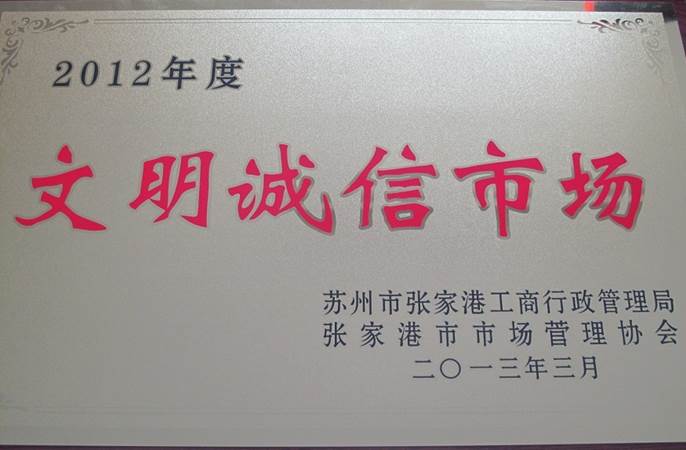 2012年度
文明诚信市场
苏州市张家港工商行政管理局
张家港市市场管理协会
二〇一三年三月